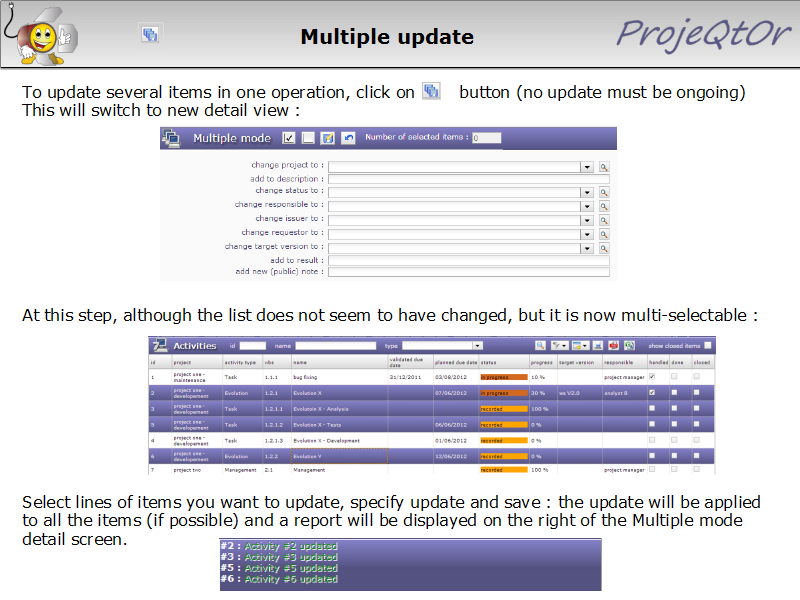 Multiple update
ProjeQtOr
To update several items in one operation, click on button (no update must be ongoing)
This will switch to new detail view :
Multiple mode Number of selected items : 0
change project to :
add to description :
change status to :
change responsible to :
change issuer to :
change requestor to :
change target version to :
add to result :
add new (public) note :
At this step, although the list does not seem to have changed, but it is now multi-selectable :
Activities id name type show closed items
id project activity type wbs name validated due date planned due date status progress target version responsible handled done closed
1 project one - maintenance Task 1.1.1 bug fixing 31/12/2011 03/08/2012 in progress 10 % project manager
2 project one - developement Evolution 1.2.1 Evolution X 07/06/2012 in progress 30 % wa V2.0 analyst B
3 project one - developement Task 1.2.1.1 Evolution X - Analysis recorded 100 %
5 project one - developement Task 1.2.1.2 Evolution X - Tests 06/06/2012 recorded 0 %
4 project one - developement Task 1.2.1.3 Evolution X - Development 01/06/2012 recorded 0 %
6 project one - developement Evolution 1.2.2 Evolution Y 12/06/2012 recorded 0 %
7 project two Management 2.1 Management recorded 100 % project manager
Select lines of items you want to update, specify update and save : the update will be applied
to all the items (if possible) and a report will be displayed on the right of the Multiple mode
detail screen.
#2 : Activity #2 updated
#3 : Activity #3 updated
#5 : Activity #5 updated
#6 : Activity #6 updated